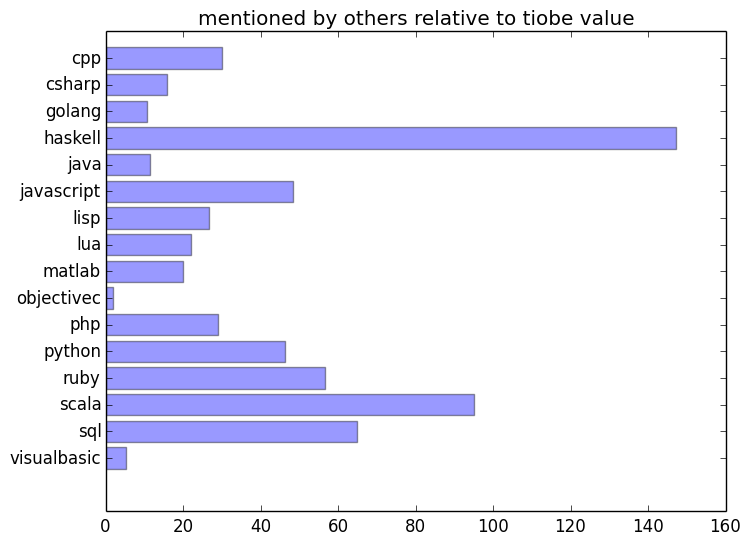 mentioned by others relative to tiobe value
cpp
csharp
golang
haskell
java
javascript
lisp
lua
matlab
objectivec
php
python
ruby
scala
sql
visualbasic
0 20 40 60 80 100 120 140 160